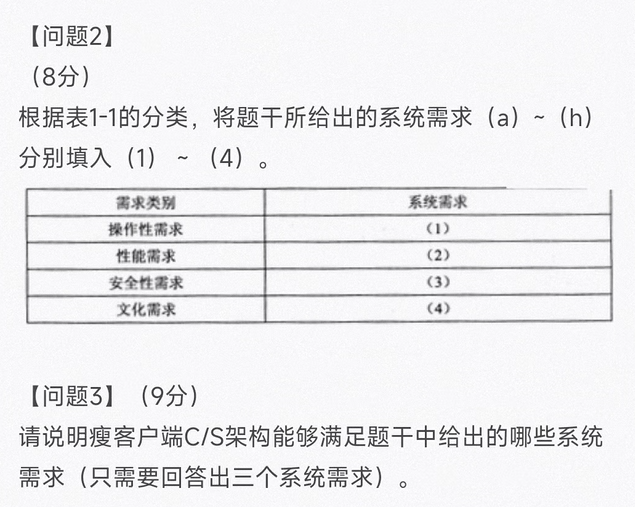 【问题2】
（8分）
根据表1-1的分类，将题干所给出的系统需求（a）~（h）
分别填入（1） ~ （4）。
需求类别 系统需求
操作性需求 （1）
性能需求 （2）
安全性需求 （3）
文化需求 （4）
【问题3】（9分）
请说明瘦客户端C/S架构能够满足题干中给出的哪些系统
需求（只需要回答出三个系统需求）。